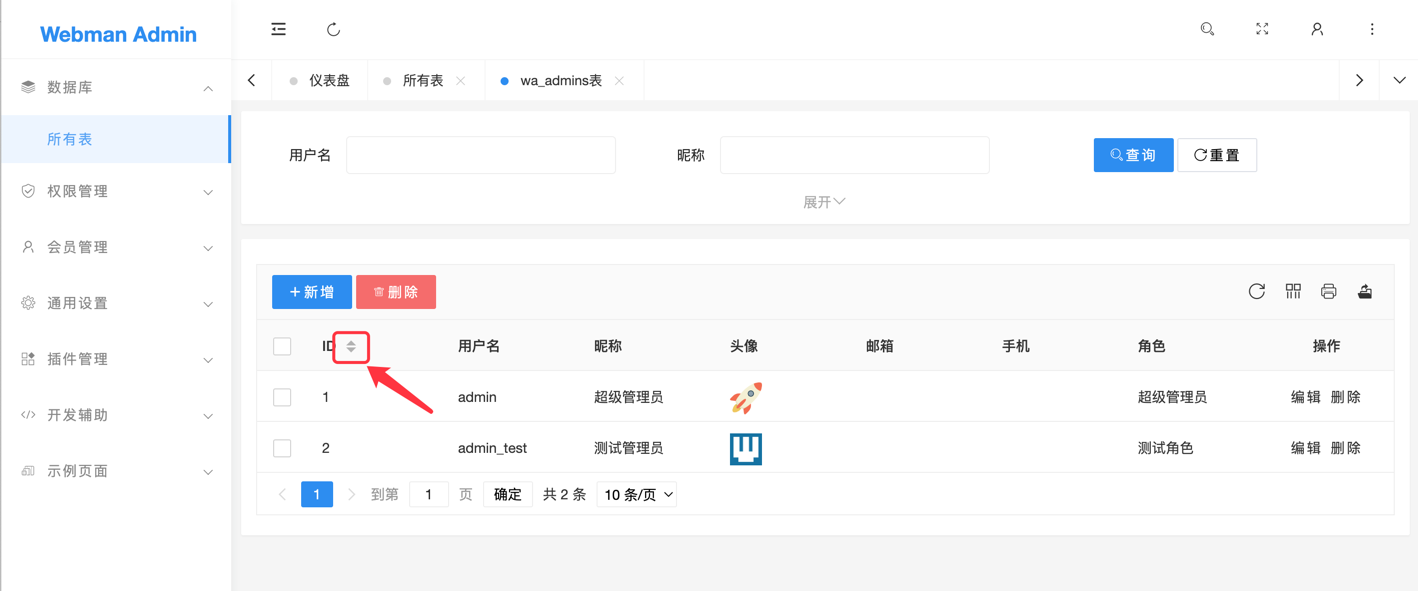 Webman Admin
数据库
所有表
权限管理
会员管理
通用设置
插件管理
开发辅助
示例页面
仪表盘 所有表 wa_admins表
用户名 昵称 查询 重置
展开
新增 删除
ID 用户名 昵称 头像 邮箱 手机 角色 操作
1 admin 超级管理员 超级管理员 编辑 删除
2 admin_test 测试管理员 测试角色 编辑 删除
1 到第 1 页 确定 共 2 条 10 条/页